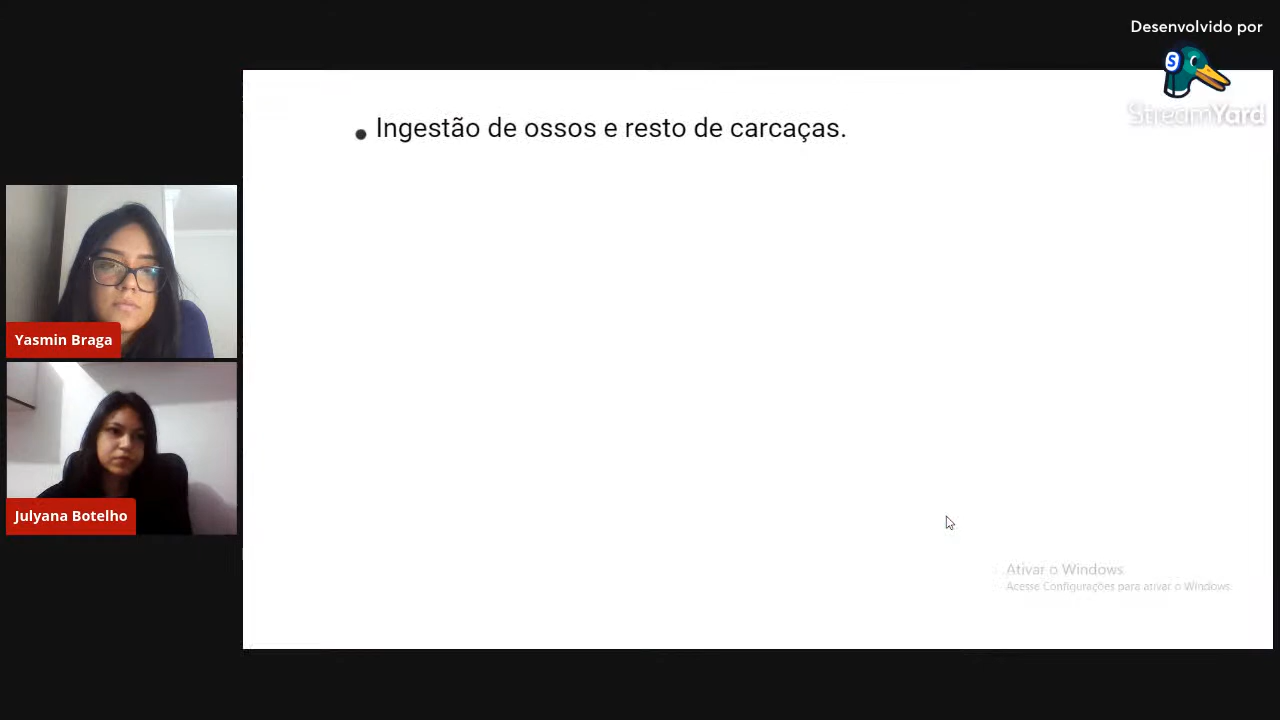 Desenvolvido por
StreamYard
Ingestão de ossos e resto de carcaças.
Yasmin Braga
Julyana Botelho
Ativar o Windows
Acesse Configurações para ativar o Windows.